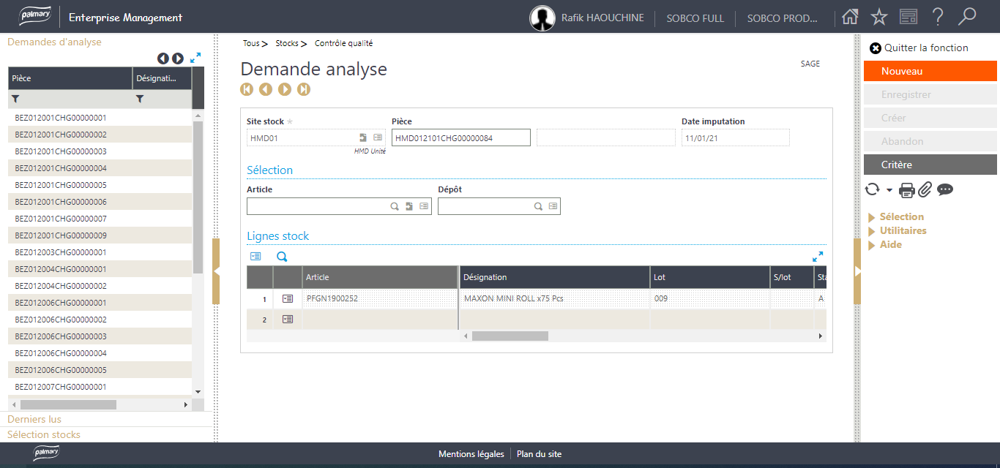 palmary Enterprise Management Rafik HAOUCHINE SOBCO FULL SOBCO PROD...
Demandes d'analyse
Pièce Désignati...
BEZ012001CHG00000001
BEZ012001CHG00000002
BEZ012001CHG00000003
BEZ012001CHG00000004
BEZ012001CHG00000005
BEZ012001CHG00000006
BEZ012001CHG00000007
BEZ012001CHG00000009
BEZ012003CHG00000001
BEZ012004CHG00000001
BEZ012004CHG00000002
BEZ012006CHG00000001
BEZ012006CHG00000002
BEZ012006CHG00000003
BEZ012006CHG00000004
BEZ012006CHG00000005
BEZ012007CHG00000001
Derniers lus
Sélection stocks
Tous > Stocks > Contrôle qualité
Demande analyse
SAGE
Site stock * Pièce Date imputation
HMD01 HMD012101CHG00000084 11/01/21
HMD Unité
Sélection
Article Dépôt
Lignes stock
Article Désignation Lot S/lot Sta
1 PFGN1900252 MAXON MINI ROLL x75 Pcs 009 A
2
Quitter la fonction
Nouveau
Enregistrer
Créer
Abandon
Critère
Sélection
Utilitaires
Aide
palmary Mentions légales Plan du site